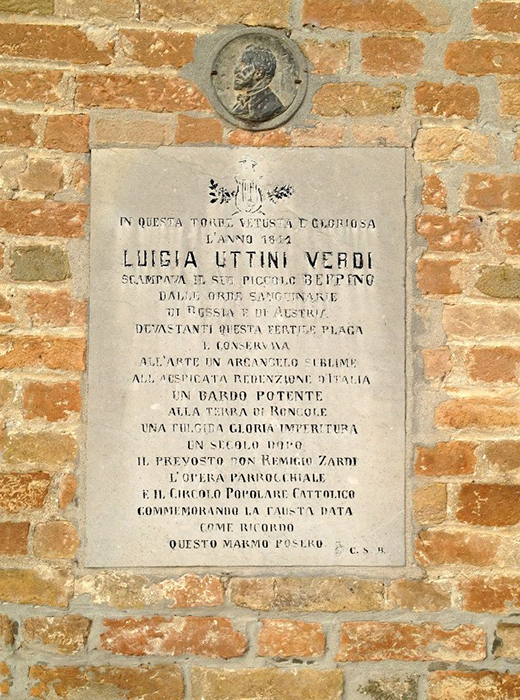 IN QUESTA TORRE VETUSTA E GLORIOSA
L'ANNO 1814
LUIGIA UTTINI VERDI
SCAMPAVA IL SUO PICCOLO BEPPINO
DALLE ORDE SANGUINARIE
DI RUSSIA E DI AUSTRIA
DEVASTANTI QUESTA FERTILE PLAGA
E CONSERVAVA
ALL'ARTE UN ARCANGELO SUBLIME
ALL'AUSPICATA REDENZIONE D'ITALIA
UN BARDO POTENTE
ALLA TERRA DI RONCOLE
UNA FULGIDA GLORIA IMPERITURA
UN SECOLO DOPO
IL PREVOSTO DON REMIGIO ZARDI
L'OPERA PARROCCHIALE
E IL CIRCOLO POPOLARE CATTOLICO
COMMEMORANDO LA FAUSTA DATA
COME RICORDO
QUESTO MARMO POSERO.
C. S. B.